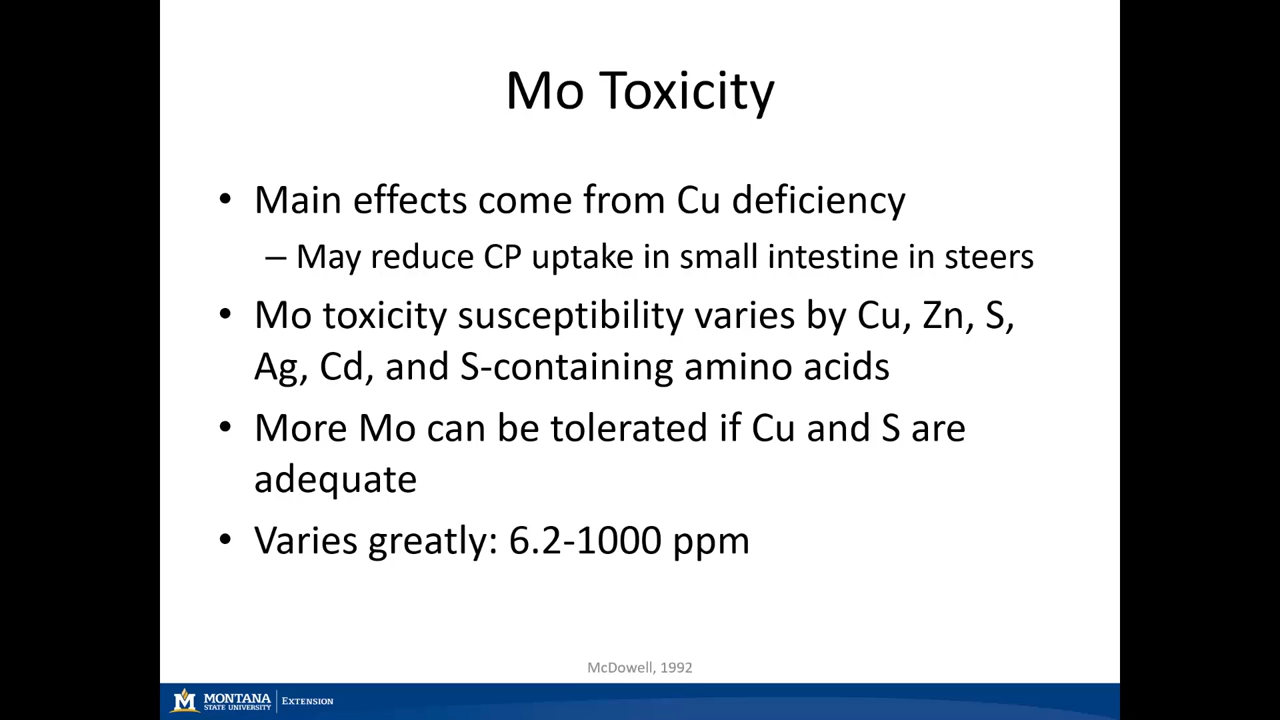 Mo Toxicity
• Main effects come from Cu deficiency
– May reduce CP uptake in small intestine in steers
• Mo toxicity susceptibility varies by Cu, Zn, S,
Ag, Cd, and S-containing amino acids
• More Mo can be tolerated if Cu and S are
adequate
• Varies greatly: 6.2-1000 ppm
McDowell, 1992
M MONTANA
STATE UNIVERSITY
EXTENSION